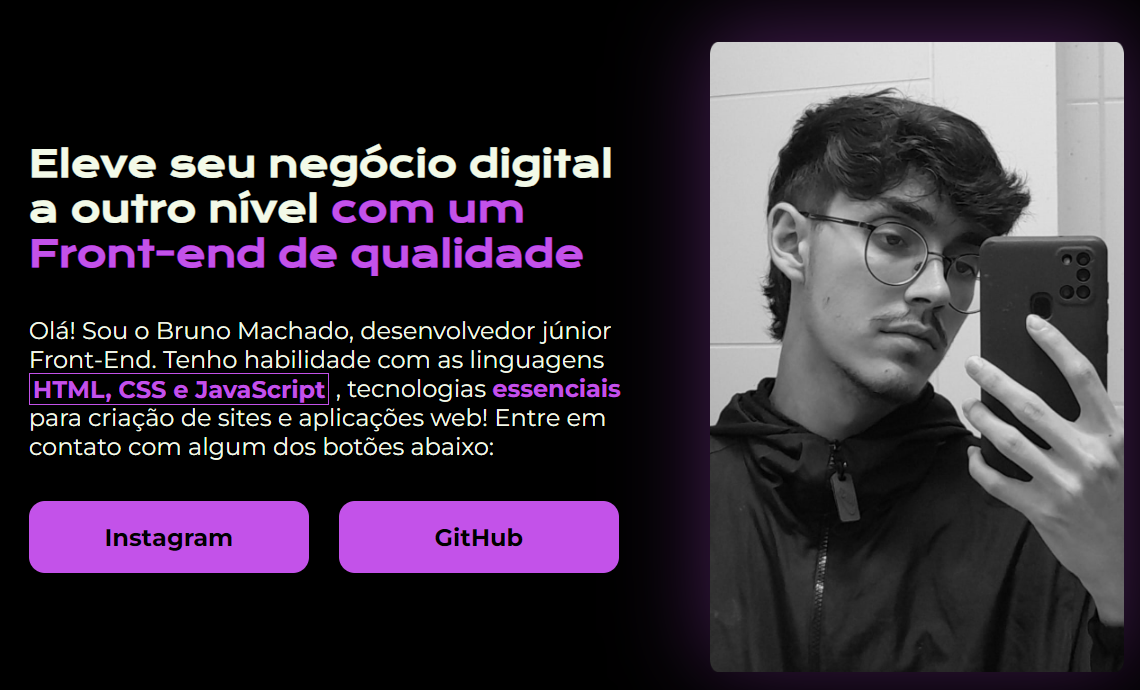 Eleve seu negócio digital
a outro nível com um
Front-end de qualidade
Olá! Sou o Bruno Machado, desenvolvedor júnior
Front-End. Tenho habilidade com as linguagens
HTML, CSS e JavaScript , tecnologias essenciais
para criação de sites e aplicações web! Entre em
contato com algum dos botões abaixo:
Instagram
GitHub